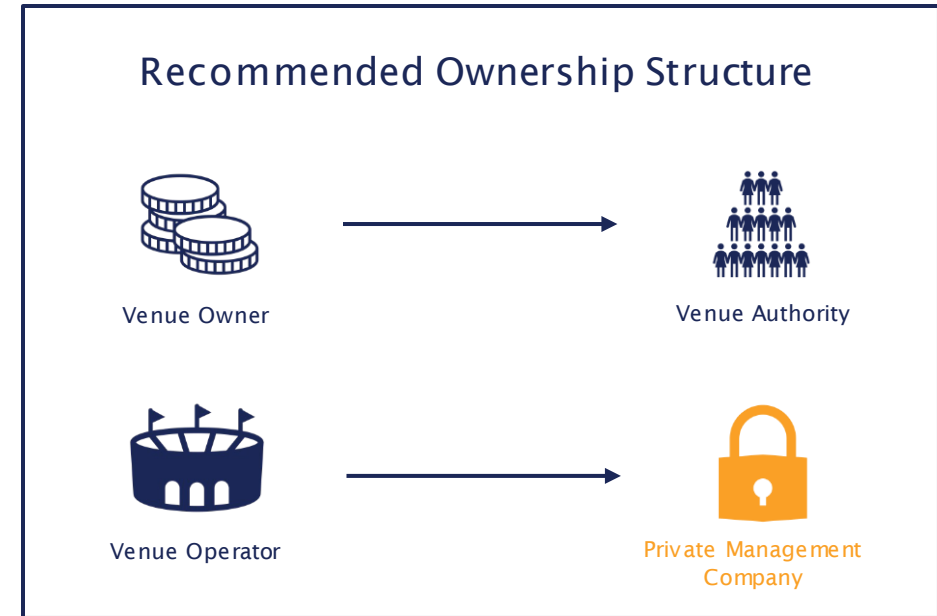 Recommended Ownership Structure
Venue Owner
Venue Authority
Venue Operator
Private Management
Company